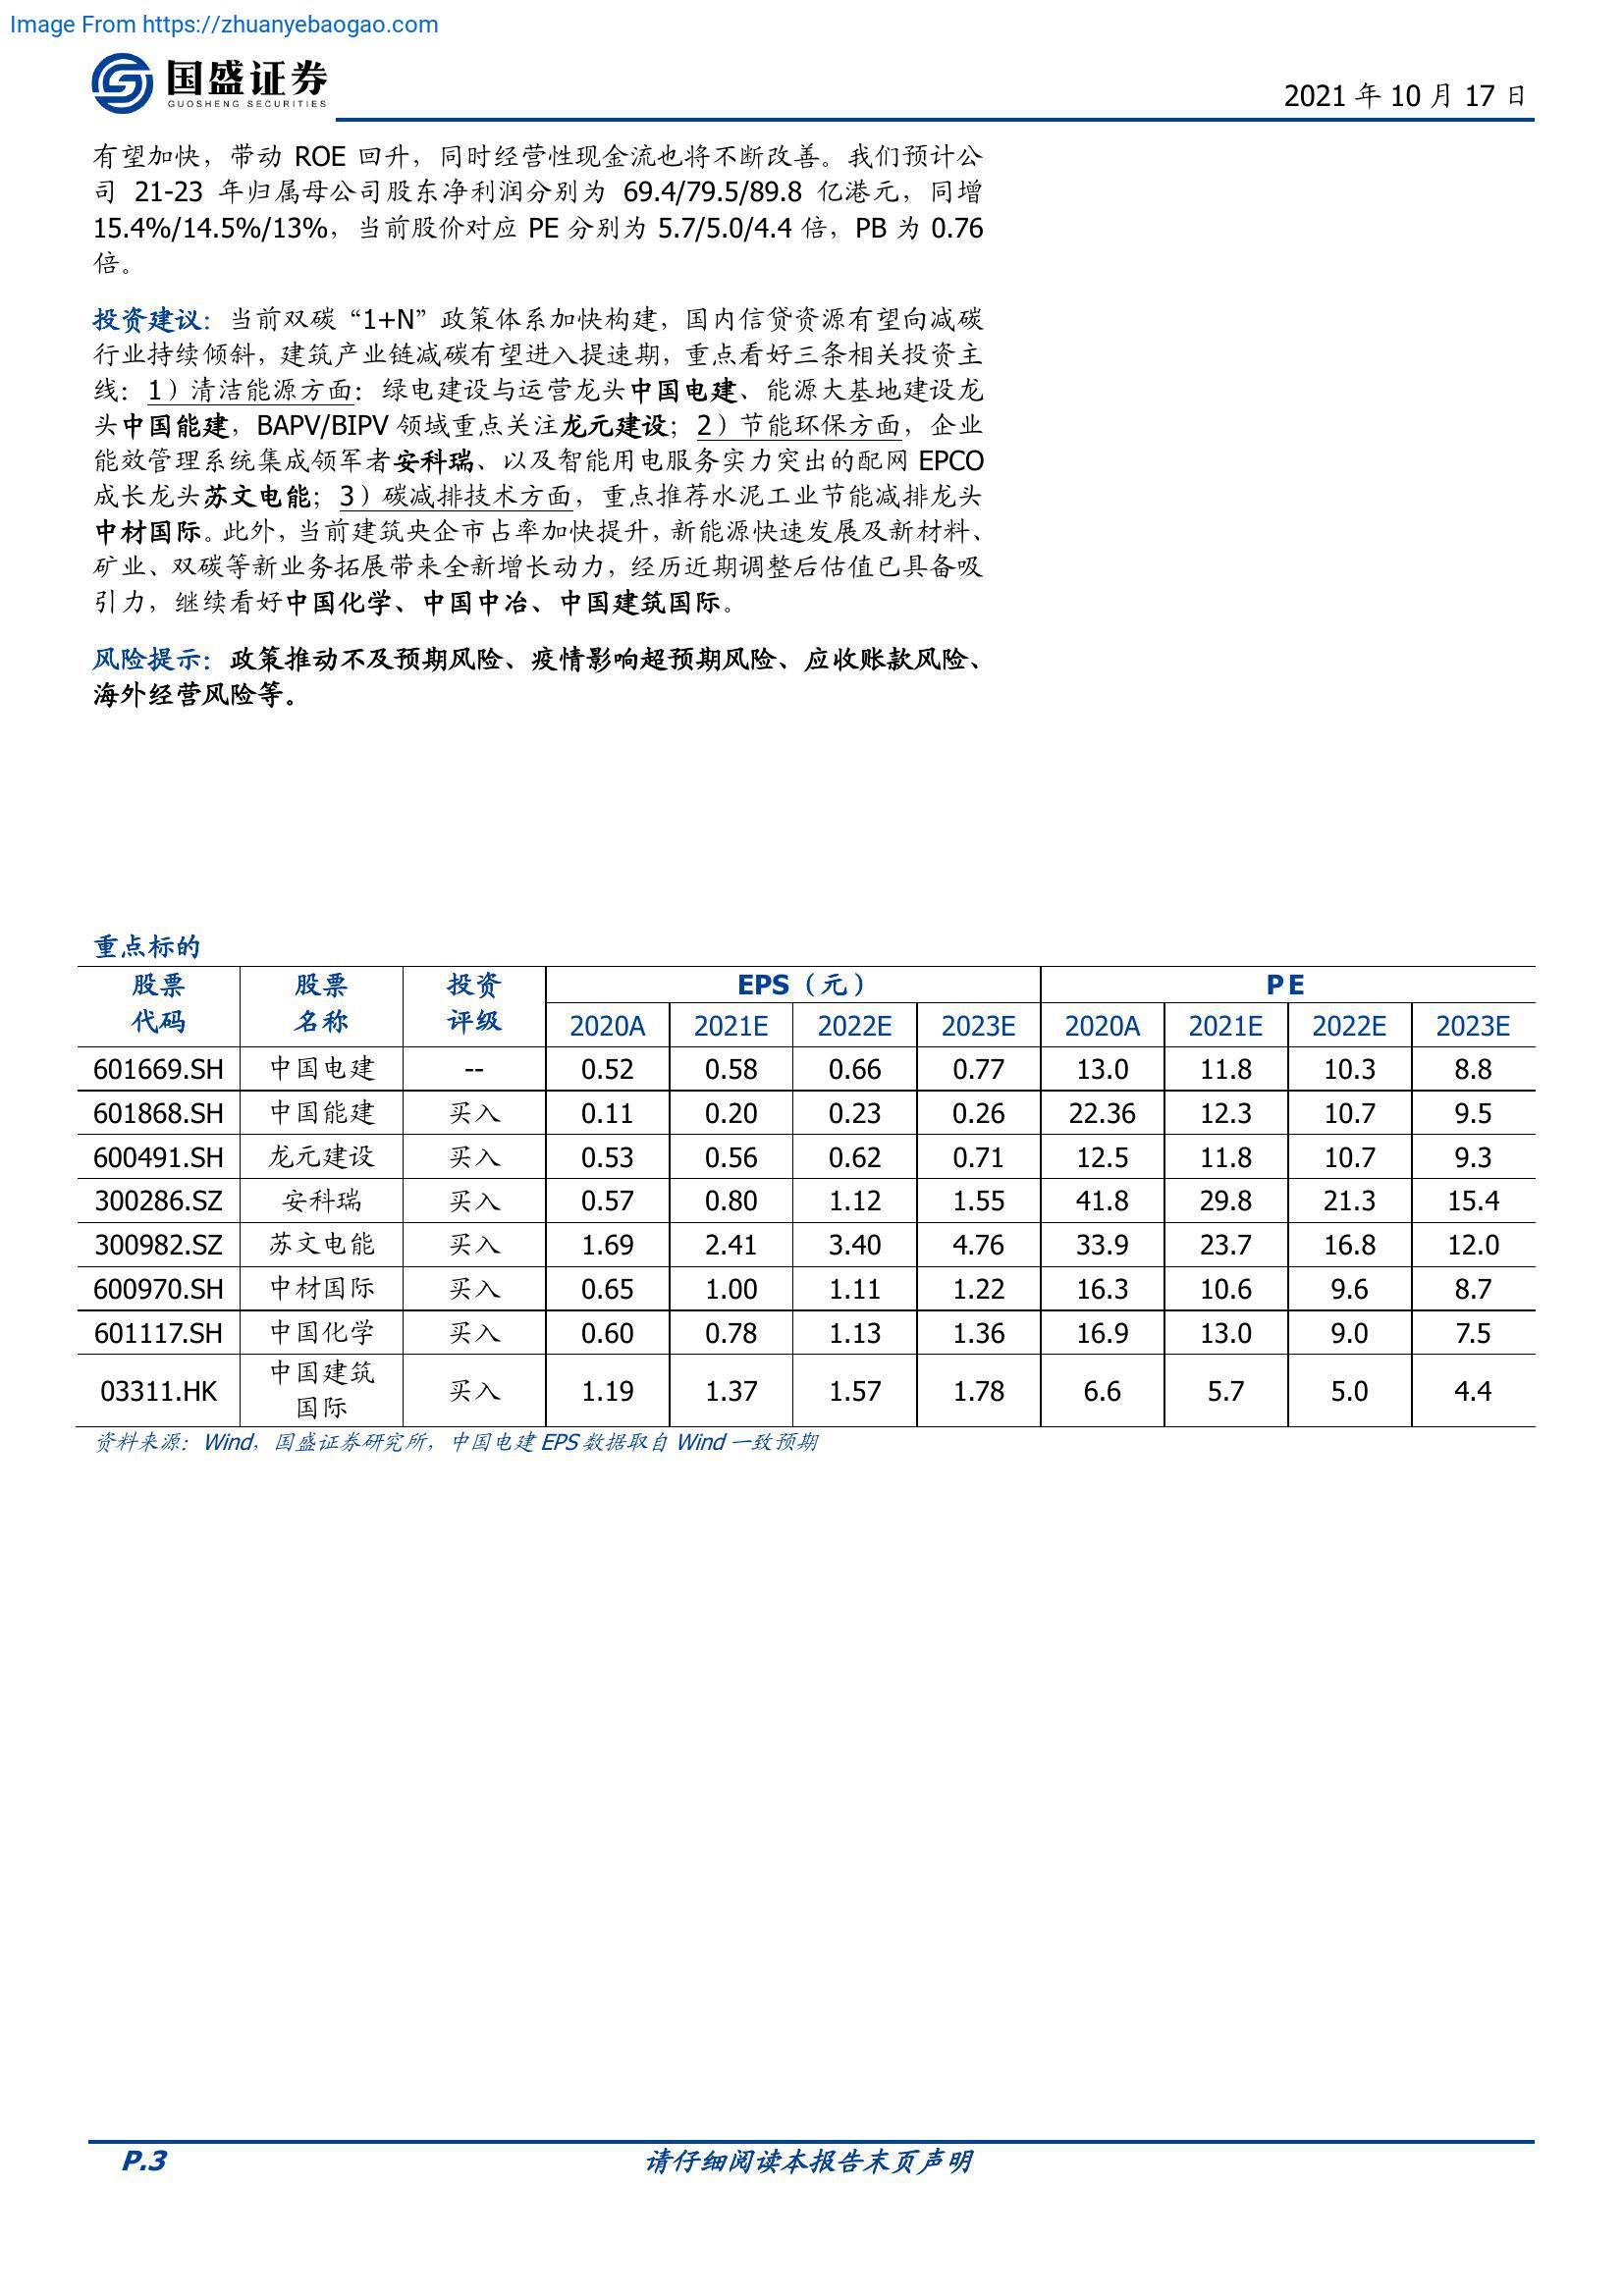 Image From https://zhuanyebaogao.com
国盛证券
GUOSHENG SECURITIES
2021 年 10 月 17 日
有望加快，带动 ROE 回升，同时经营性现金流也将不断改善。我们预计公
司 21-23 年归属母公司股东净利润分别为 69.4/79.5/89.8 亿港元，同增
15.4%/14.5%/13%，当前股价对应 PE 分别为 5.7/5.0/4.4 倍，PB 为 0.76
倍。
投资建议：当前双碳“1+N”政策体系加快构建，国内信贷资源有望向减碳
行业持续倾斜，建筑产业链减碳有望进入提速期，重点看好三条相关投资主
线：1）清洁能源方面：绿电建设与运营龙头中国电建、能源大基地建设龙
头中国能建，BAPV/BIPV 领域重点关注龙元建设；2）节能环保方面，企业
能效管理系统集成领军者安科瑞、以及智能用电服务实力突出的配网 EPCO
成长龙头苏文电能；3）碳减排技术方面，重点推荐水泥工业节能减排龙头
中材国际。此外，当前建筑央企市占率加快提升，新能源快速发展及新材料、
矿业、双碳等新业务拓展带来全新增长动力，经历近期调整后估值已具备吸
引力，继续看好中国化学、中国中冶、中国建筑国际。
风险提示：政策推动不及预期风险、疫情影响超预期风险、应收账款风险、
海外经营风险等。
重点标的
股票 股票 投资 EPS（元） PE
代码 名称 评级 2020A 2021E 2022E 2023E 2020A 2021E 2022E 2023E
601669.SH 中国电建 -- 0.52 0.58 0.66 0.77 13.0 11.8 10.3 8.8
601868.SH 中国能建 买入 0.11 0.20 0.23 0.26 22.36 12.3 10.7 9.5
600491.SH 龙元建设 买入 0.53 0.56 0.62 0.71 12.5 11.8 10.7 9.3
300286.SZ 安科瑞 买入 0.57 0.80 1.12 1.55 41.8 29.8 21.3 15.4
300982.SZ 苏文电能 买入 1.69 2.41 3.40 4.76 33.9 23.7 16.8 12.0
600970.SH 中材国际 买入 0.65 1.00 1.11 1.22 16.3 10.6 9.6 8.7
601117.SH 中国化学 买入 0.60 0.78 1.13 1.36 16.9 13.0 9.0 7.5
中国建筑
03311.HK 国际 买入 1.19 1.37 1.57 1.78 6.6 5.7 5.0 4.4
资料来源：Wind，国盛证券研究所，中国电建 EPS 数据取自 Wind 一致预期
P.3 请仔细阅读本报告末页声明